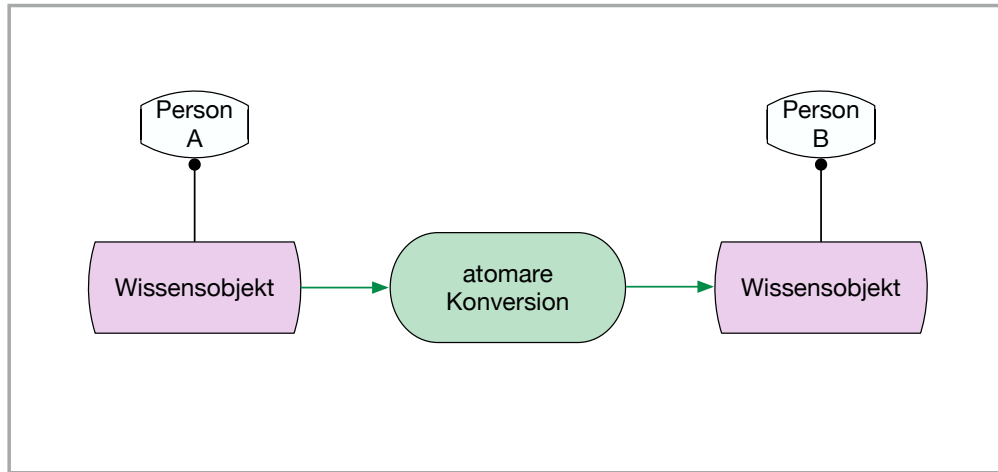 Person
A
Person
B
Wissensobjekt
atomare
Konversion
Wissensobjekt